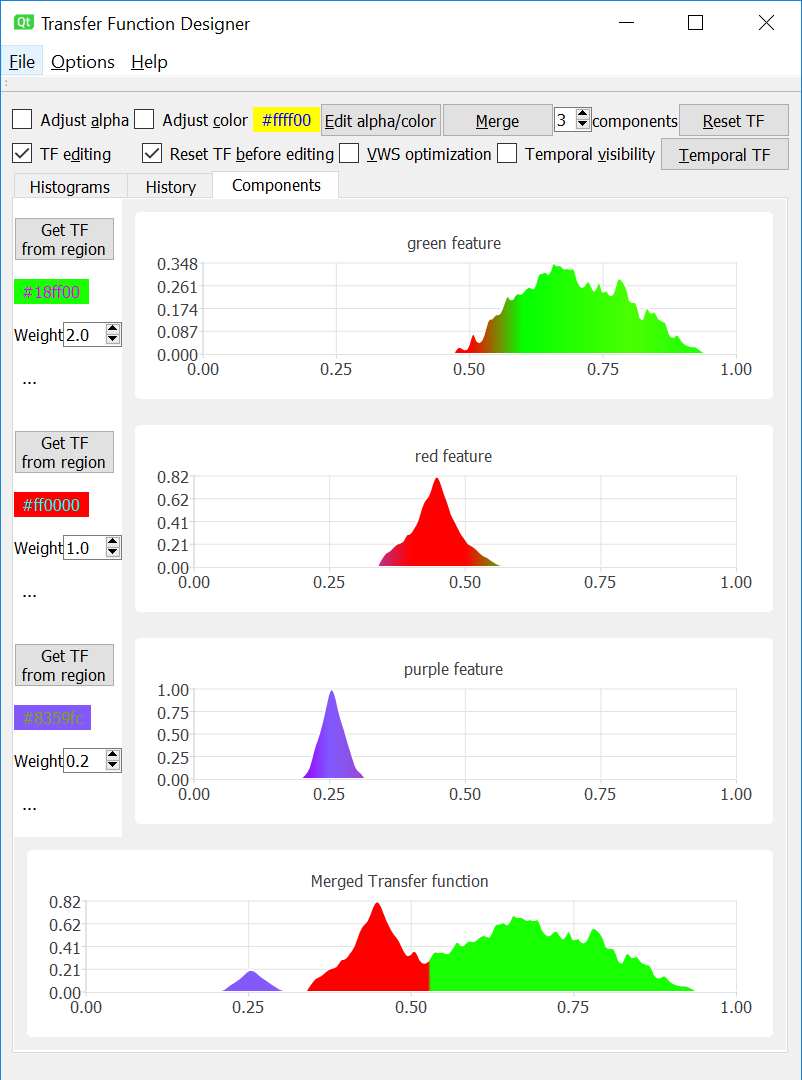 Qt Transfer Function Designer
File Options Help
Adjust alpha Adjust color #ffff00 Edit alpha/color Merge 3 components Reset TF
TF editing Reset TF before editing VWS optimization Temporal visibility Temporal TF
Histograms History Components
Get TF
from region
#18ff00
Weight 2.0
...
green feature
0.348
0.261
0.174
0.087
0.000
0.00 0.25 0.50 0.75 1.00
Get TF
from region
#ff0000
Weight 1.0
...
red feature
0.82
0.62
0.41
0.21
0.00
0.00 0.25 0.50 0.75 1.00
Get TF
from region
#8359fc
Weight 0.2
...
purple feature
1.00
0.75
0.50
0.25
0.00
0.00 0.25 0.50 0.75 1.00
Merged Transfer function
0.82
0.62
0.41
0.21
0.00
0.00 0.25 0.50 0.75 1.00